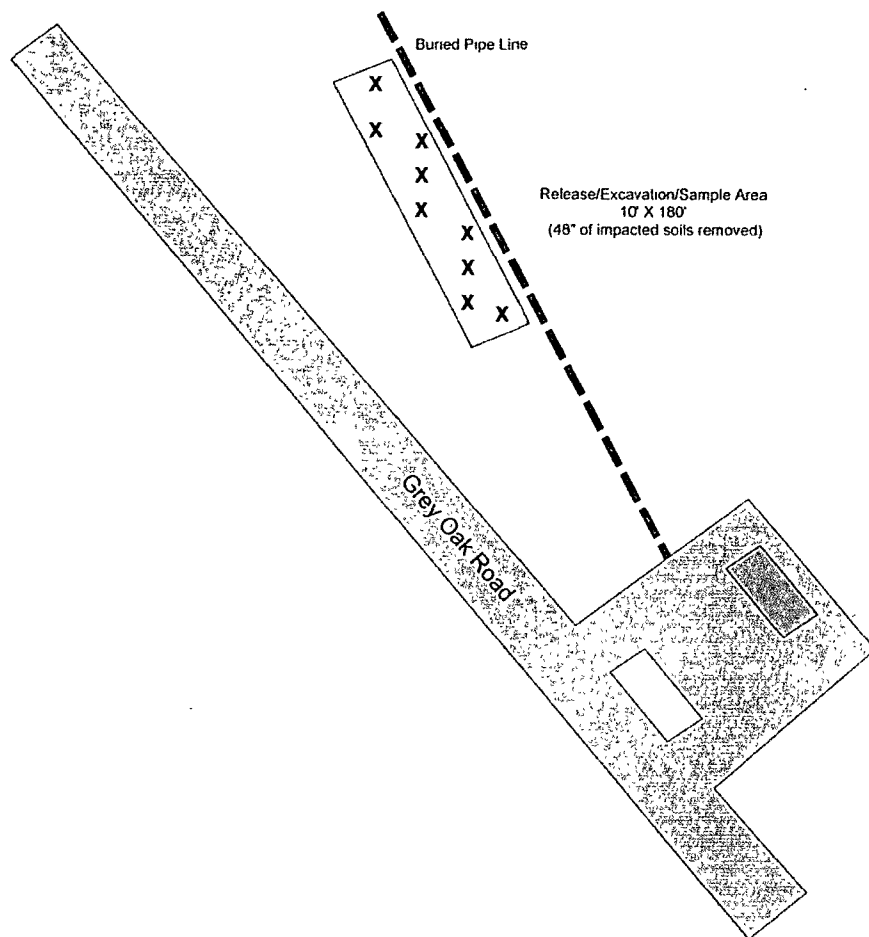 Buried Pipe Line
X
X
X
X
X
X
X
X
X
Release/Excavation/Sample Area
10' X 180'
(48" of impacted soils removed)
Grey Oak Road